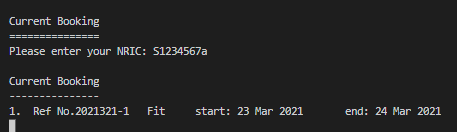 Current Booking
===============
Please enter your NRIC: S1234567a
Current Booking
---------------
1.  Ref No.2021321-1   Fit     start: 23 Mar 2021       end: 24 Mar 2021